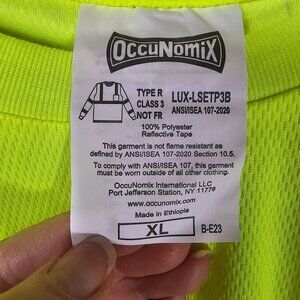 OccuNomiX
TYPE R
CLASS 3
NOT FR
LUX-LSETP3B
ANSI/ISEA 107-2020
100% Polyester
Reflective Tape
This garment is not flame resistant as
defined by ANSI/ISEA 107-2020 Section 10.5.
To comply with ANSI/ISEA 107, this garment
must be worn outside of all other clothing.
OccuNomix International LLC
Port Jefferson Station, NY 11776
www.occunomix.com
Made in Ethiopia
XL B-E23